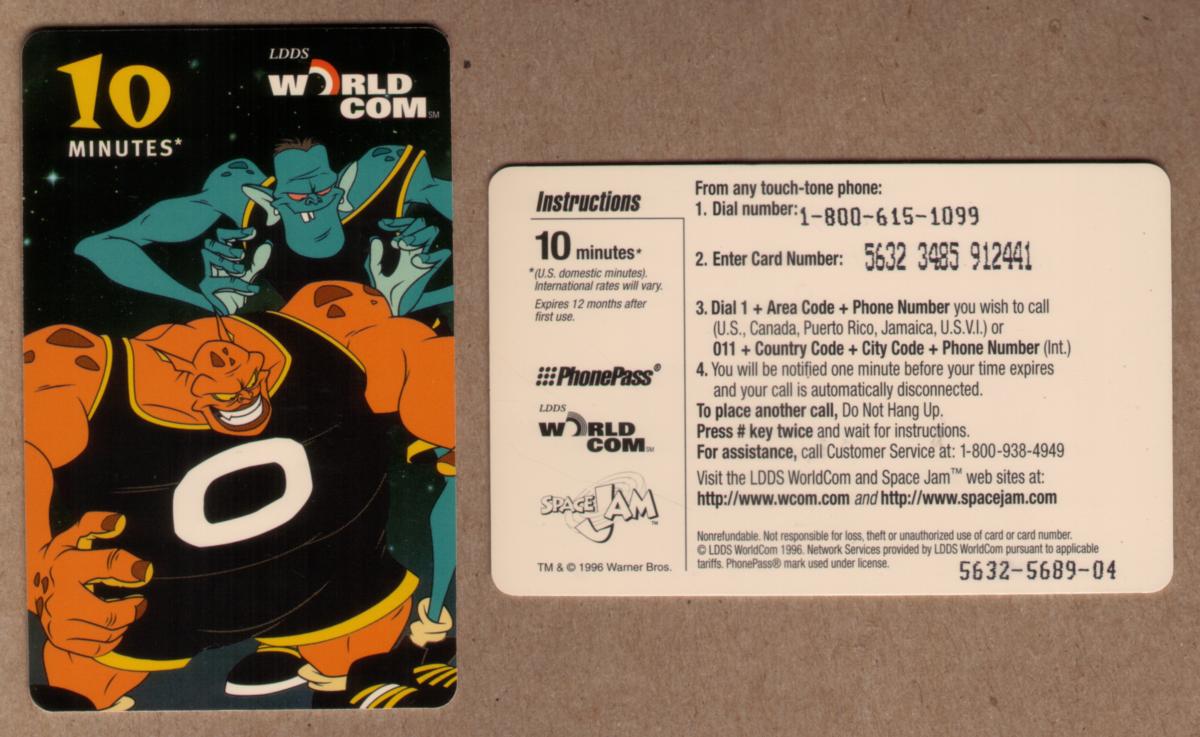 10
MINUTES*
LDDS
WORLD
COM SM
0
Instructions
10 minutes*
*(U.S. domestic minutes).
International rates will vary.
Expires 12 months after
first use.
PhonePass®
LDDS
WORLD
COM SM
SPACE JAM ™
TM & © 1996 Warner Bros.
From any touch-tone phone:
1. Dial number: 1-800-615-1099
2. Enter Card Number: 5632 3485 912441
3. Dial 1 + Area Code + Phone Number you wish to call
(U.S., Canada, Puerto Rico, Jamaica, U.S.V.I.) or
011 + Country Code + City Code + Phone Number (Int.)
4. You will be notified one minute before your time expires
and your call is automatically disconnected.
To place another call, Do Not Hang Up.
Press # key twice and wait for instructions.
For assistance, call Customer Service at: 1-800-938-4949
Visit the LDDS WorldCom and Space Jam™ web sites at:
http://www.wcom.com and http://www.spacejam.com
Nonrefundable. Not responsible for loss, theft or unauthorized use of card or card number.
© LDDS WorldCom 1996. Network Services provided by LDDS WorldCom pursuant to applicable
tariffs. PhonePass® mark used under license.
5632-5689-04